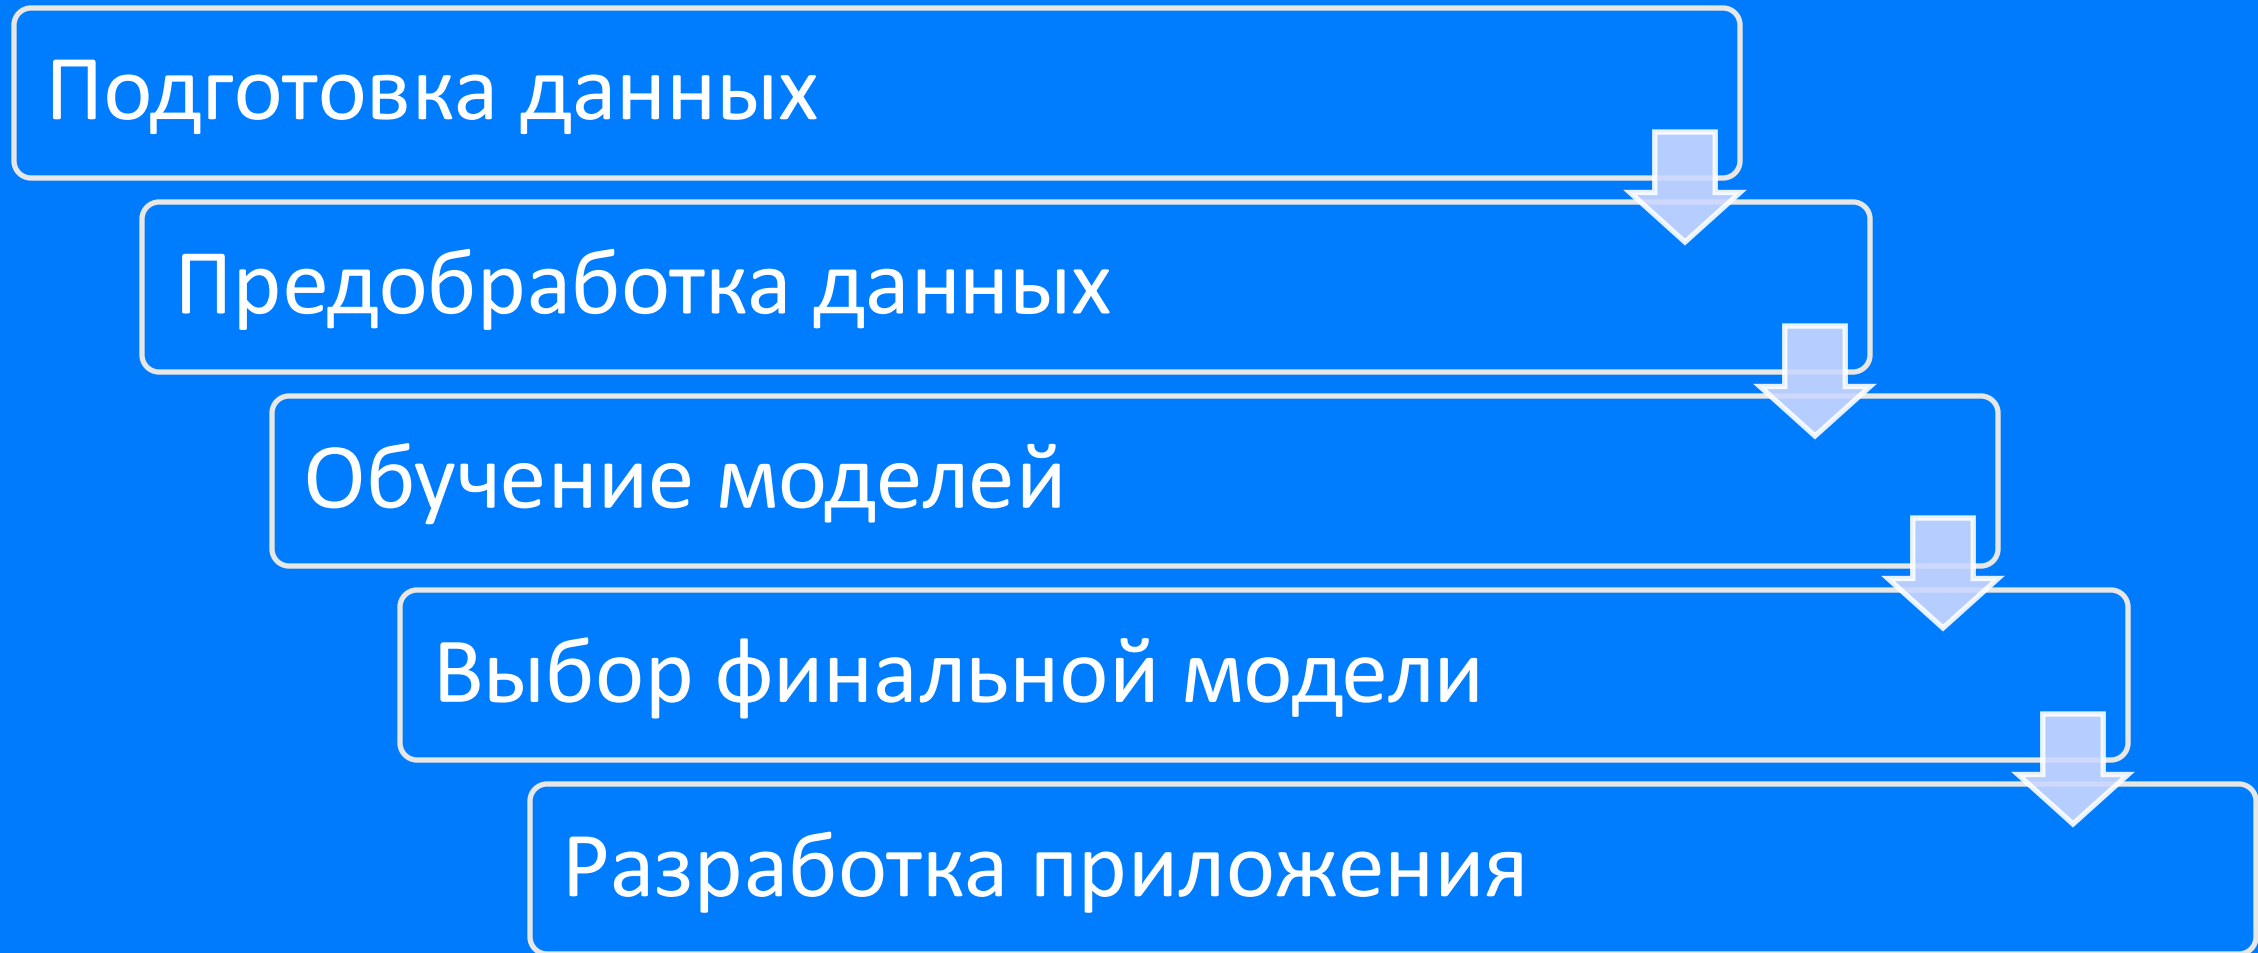 Подготовка данных
Предобработка данных
Обучение моделей
Выбор финальной модели
Разработка приложения